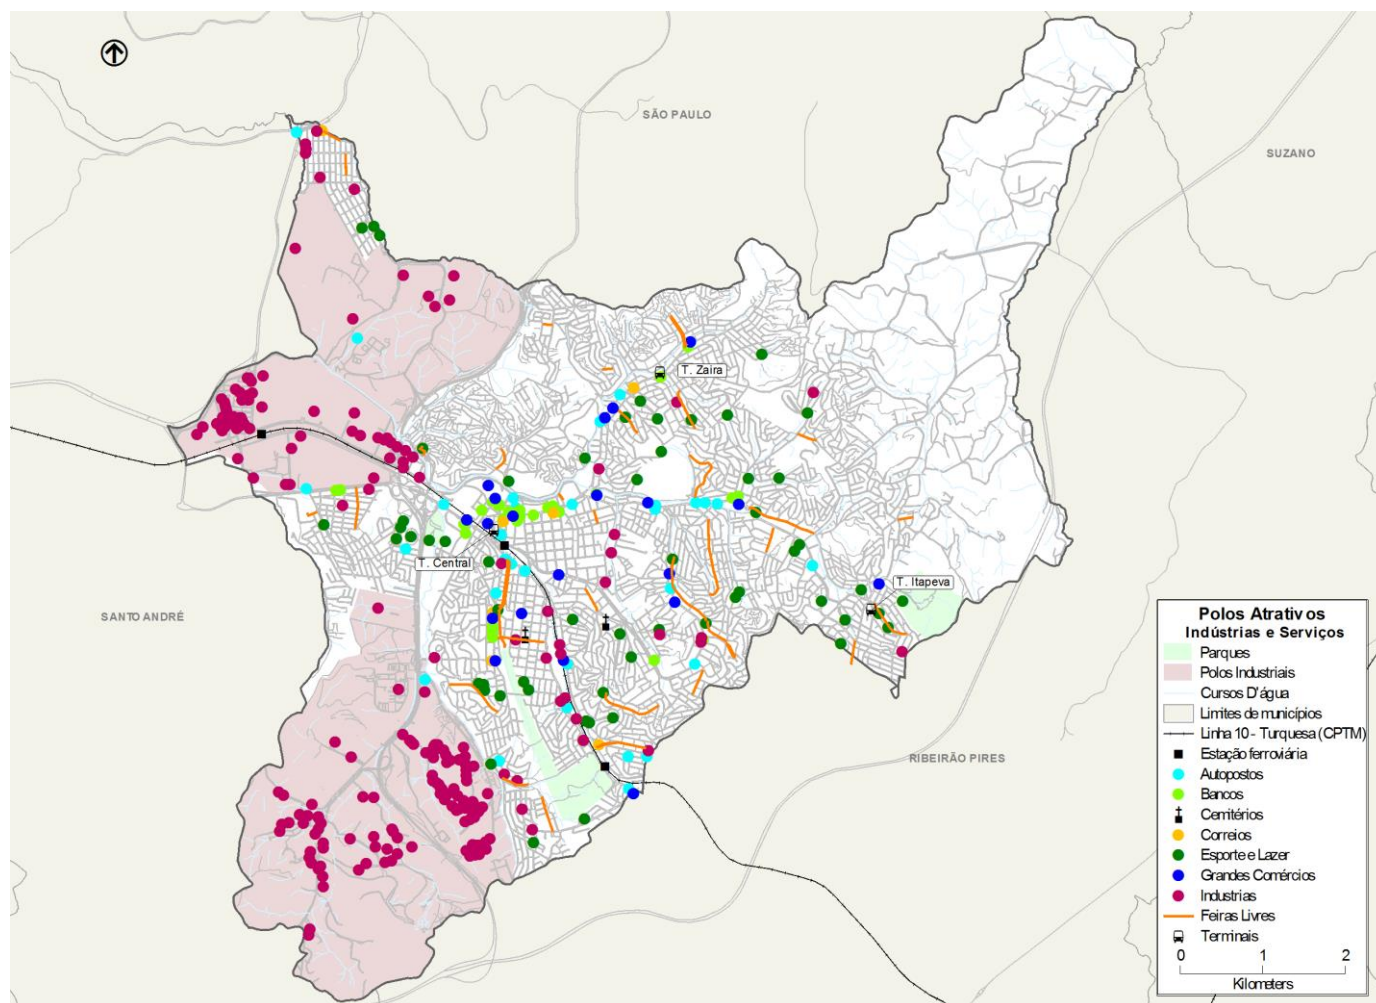 SÃO PAULO
SUZANO
T. Zaira
T. Central
T. Itapeva
SANTO ANDRÉ
RIBEIRÃO PIRES
Polos Atrativos
Indústrias e Serviços
Parques
Polos Industriais
Cursos D'água
Limites de municípios
Linha 10 - Turquesa (CPTM)
Estação ferroviária
Autopostos
Bancos
Cemitérios
Correios
Esporte e Lazer
Grandes Comércios
Industrias
Feiras Livres
Terminais
0 1 2
Kilometers